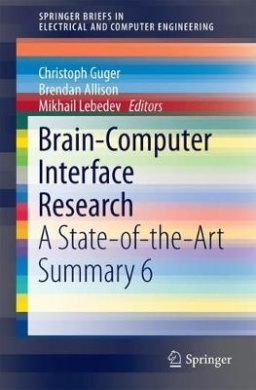 SPRINGER BRIEFS IN
ELECTRICAL AND COMPUTER ENGINEERING
Christoph Guger
Brendan Allison
Mikhail Lebedev Editors
Brain-Computer
Interface
Research
A State-of-the-Art
Summary 6
Springer